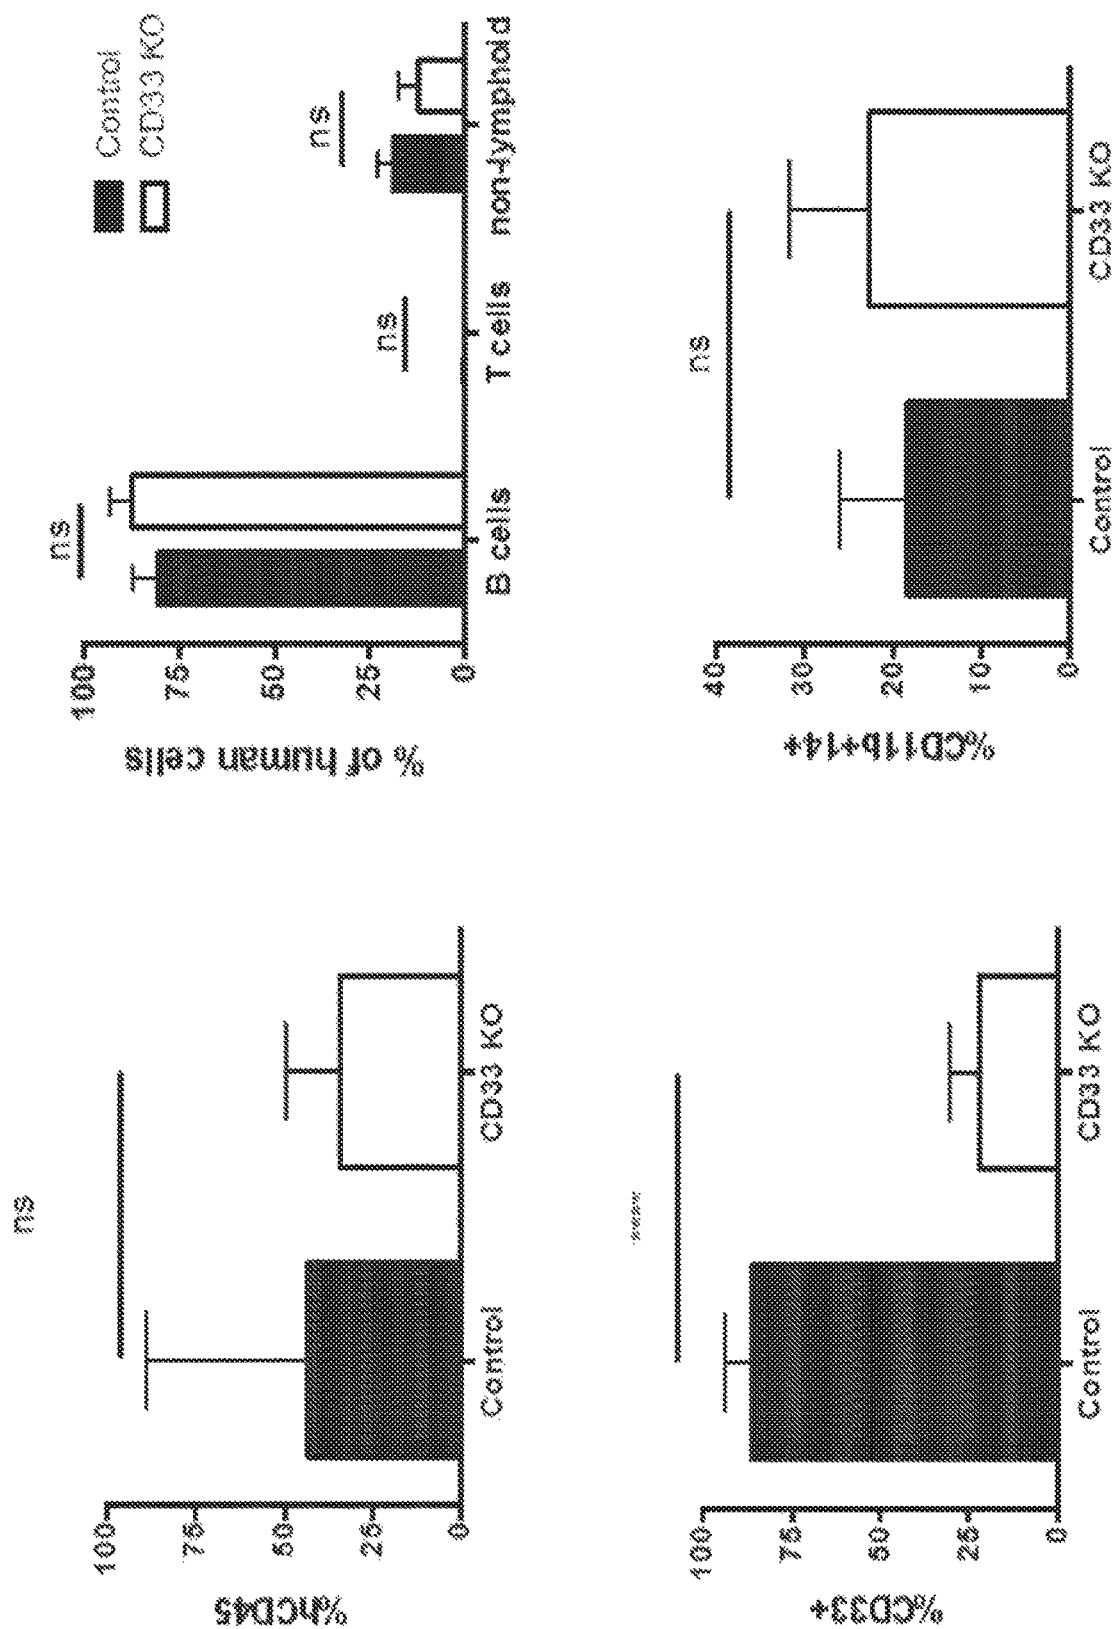 ns
%hCD45
100
75
50
25
0
Control
CD33 KO
ns
ns
ns
Control
CD33 KO
% of human cells
100
75
50
25
0
B cells
T cells
non-lymphoid
****
%CD33+
100
75
50
25
0
Control
CD33 KO
ns
%CD11b+14+
40
30
20
10
0
Control
CD33 KO